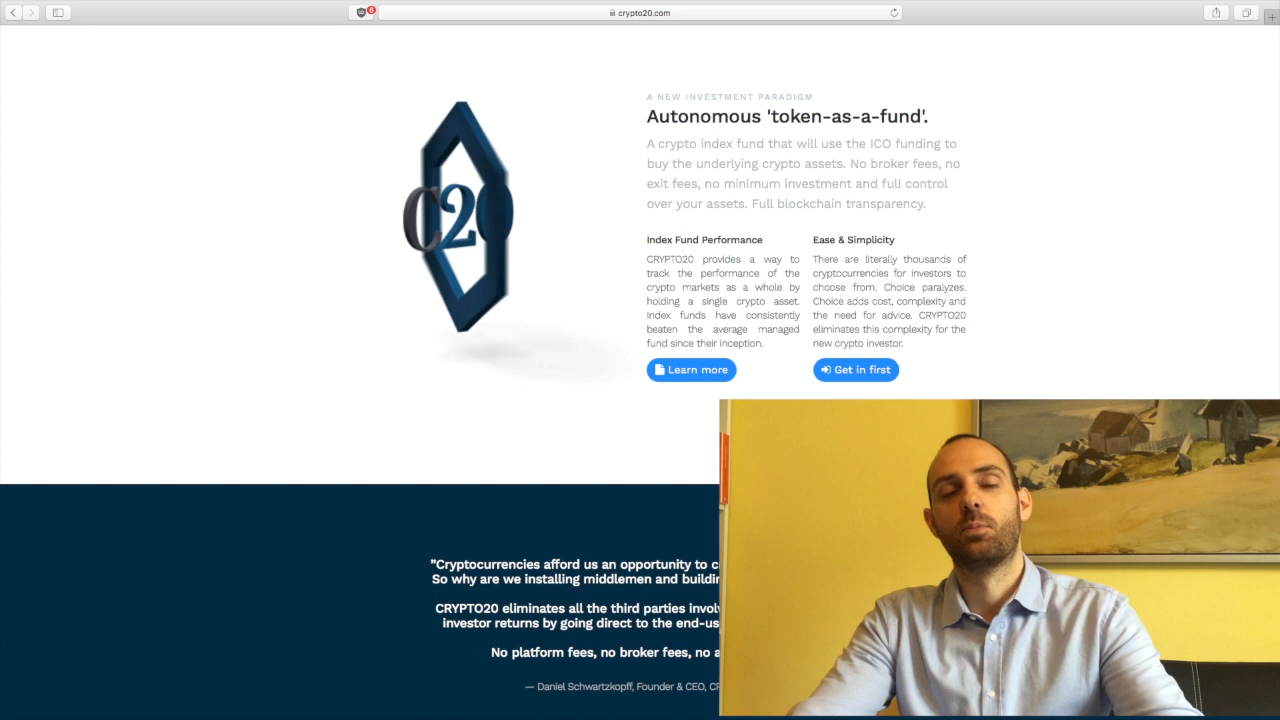 6
crypto20.com
A NEW INVESTMENT PARADIGM
Autonomous 'token-as-a-fund'.
A crypto index fund that will use the ICO funding to
buy the underlying crypto assets. No broker fees, no
exit fees, no minimum investment and full control
over your assets. Full blockchain transparency.
C20
Index Fund Performance
CRYPTO20 provides a way to
track the performance of the
crypto markets as a whole by
holding a single crypto asset.
Index funds have consistently
beaten the average managed
fund since their inception.
Learn more
Ease & Simplicity
There are literally thousands of
cryptocurrencies for investors to
choose from. Choice paralyzes.
Choice adds cost, complexity and
the need for advice. CRYPTO20
eliminates this complexity for the
new crypto investor.
Get in first
"Cryptocurrencies afford us an opportunity to
So why are we installing middlemen and
CRYPTO20 eliminates all the third parties
investor returns by going direct to the
No platform fees, no broker fees, no
— Daniel Schwartzkopff, Founder & CEO,